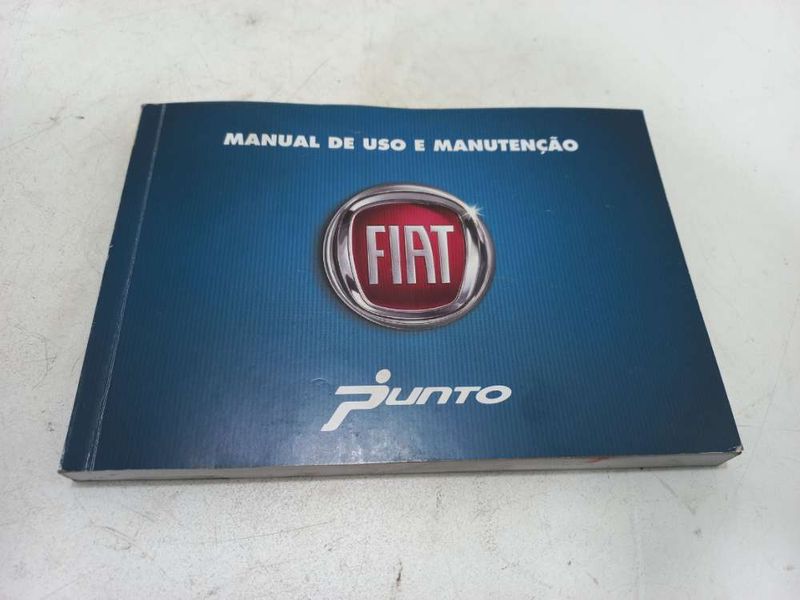 MANUAL DE USO E MANUTENÇÃO
FIAT
PUNTO